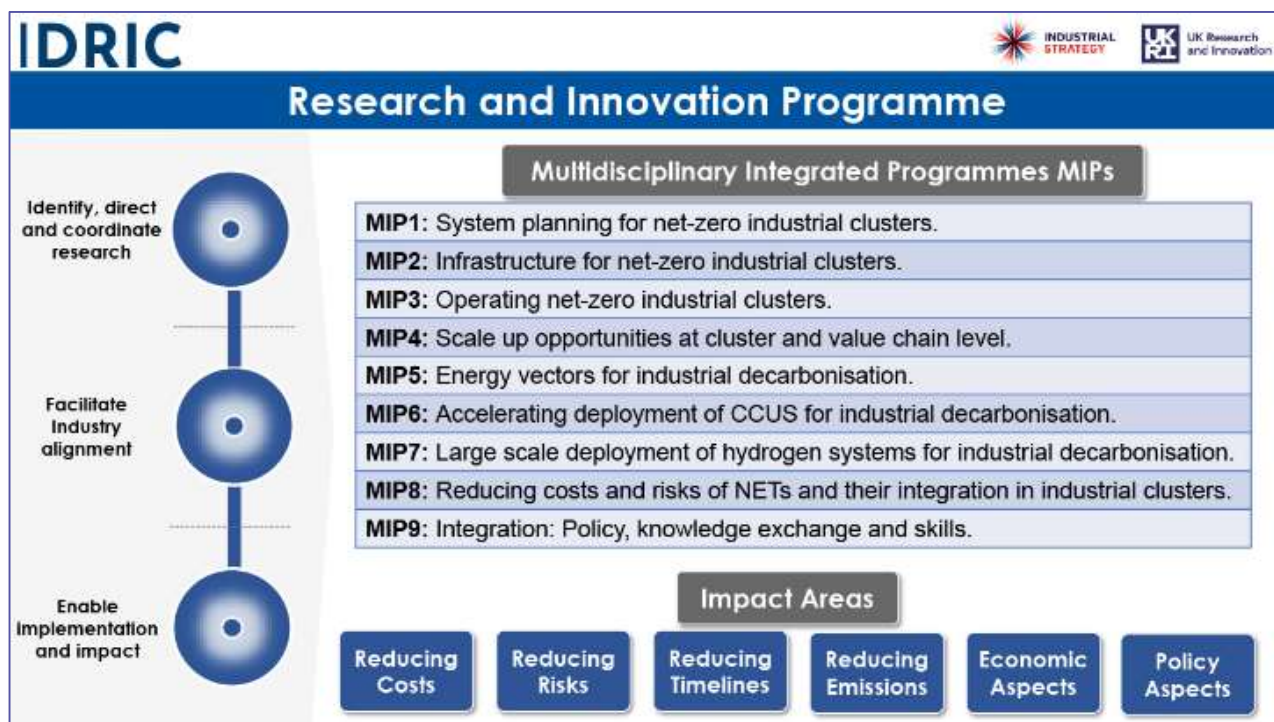 IDRIC
INDUSTRIAL
STRATEGY
UK
RI
UK Research
and Innovation
Research and Innovation Programme
Identify, direct
and coordinate
research
Facilitate
Industry
alignment
Enable
implementation
and impact
Multidisciplinary Integrated Programmes MIPs
MIP1: System planning for net-zero industrial clusters.
MIP2: Infrastructure for net-zero industrial clusters.
MIP3: Operating net-zero industrial clusters.
MIP4: Scale up opportunities at cluster and value chain level.
MIP5: Energy vectors for industrial decarbonisation.
MIP6: Accelerating deployment of CCUS for industrial decarbonisation.
MIP7: Large scale deployment of hydrogen systems for industrial decarbonisation.
MIP8: Reducing costs and risks of NETs and their integration in industrial clusters.
MIP9: Integration: Policy, knowledge exchange and skills.
Impact Areas
Reducing
Costs
Reducing
Risks
Reducing
Timelines
Reducing
Emissions
Economic
Aspects
Policy
Aspects